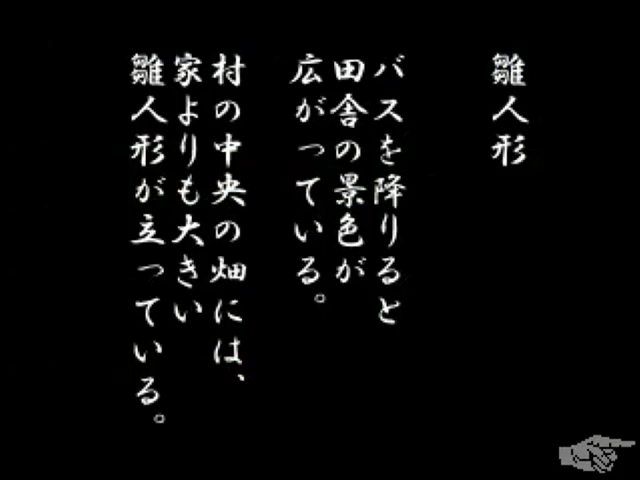 雛人形
バスを降りると
田舎の景色が
広がっている。
村の中央の畑には、
家よりも大きい
雛人形が立っている。